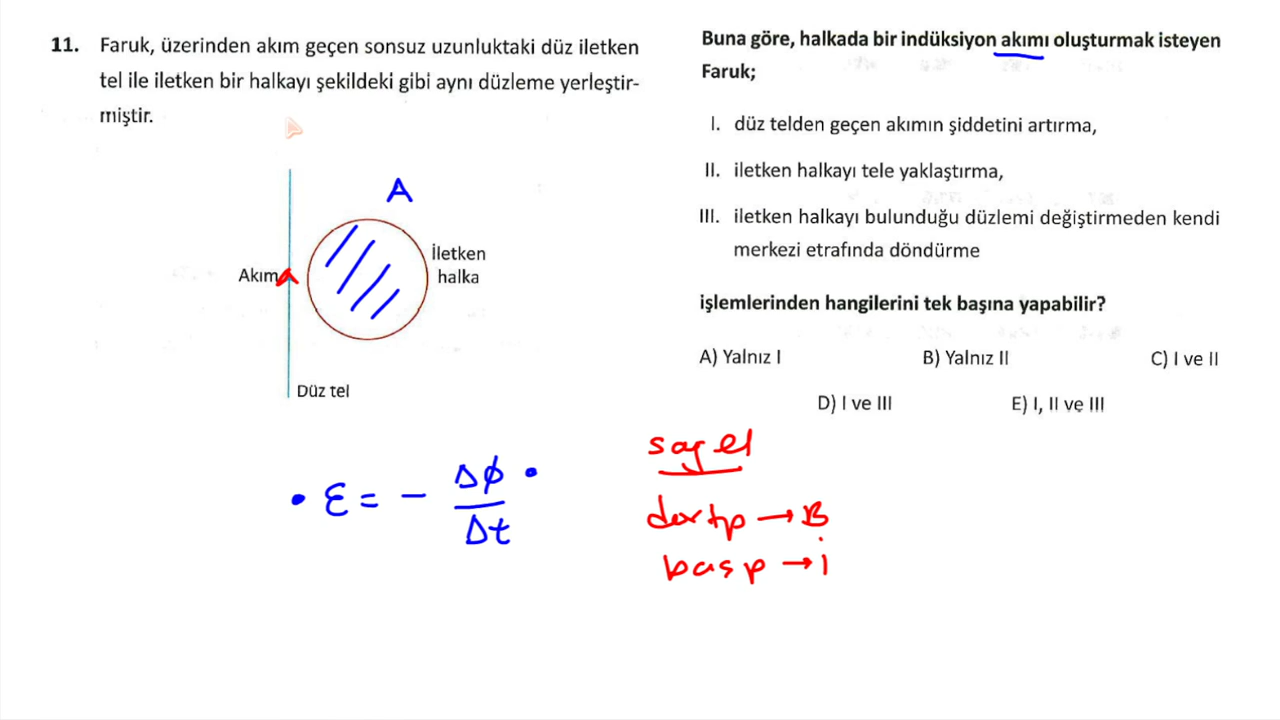 11. Faruk, üzerinden akım geçen sonsuz uzunluktaki düz iletken
tel ile iletken bir halkayı şekildeki gibi aynı düzleme yerleştir-
miştir.
A
İletken
halka
Akım
Düz tel
Buna göre, halkada bir indüksiyon akımı oluşturmak isteyen
Faruk;
I. düz telden geçen akımın şiddetini artırma,
II. iletken halkayı tele yaklaştırma,
III. iletken halkayı bulunduğu düzlemi değiştirmeden kendi
merkezi etrafında döndürme
işlemlerinden hangilerini tek başına yapabilir?
A) Yalnız I B) Yalnız II C) I ve II
D) I ve III E) I, II ve III
• Ɛ = - Δϕ •
Δt
sağ el
dört p → B
baş p → i